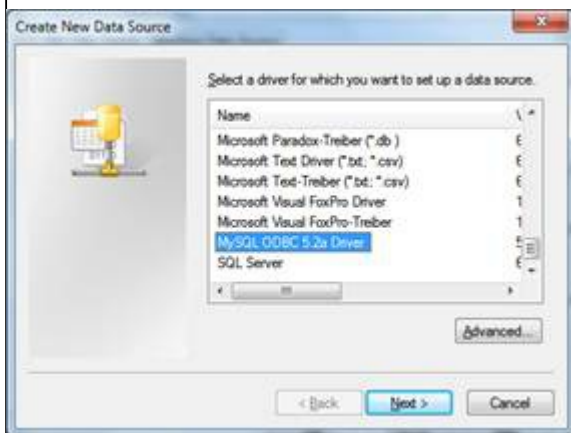 Create New Data Source
Select a driver for which you want to set up a data source.
Name
Microsoft Paradox-Treiber (*.db )
Microsoft Text Driver (*.txt; *.csv)
Microsoft Text-Treiber (*.txt; *.csv)
Microsoft Visual FoxPro Driver
Microsoft Visual FoxPro-Treiber
MySQL ODBC 5.2a Driver
SQL Server
Advanced...
< Back
Next >
Cancel